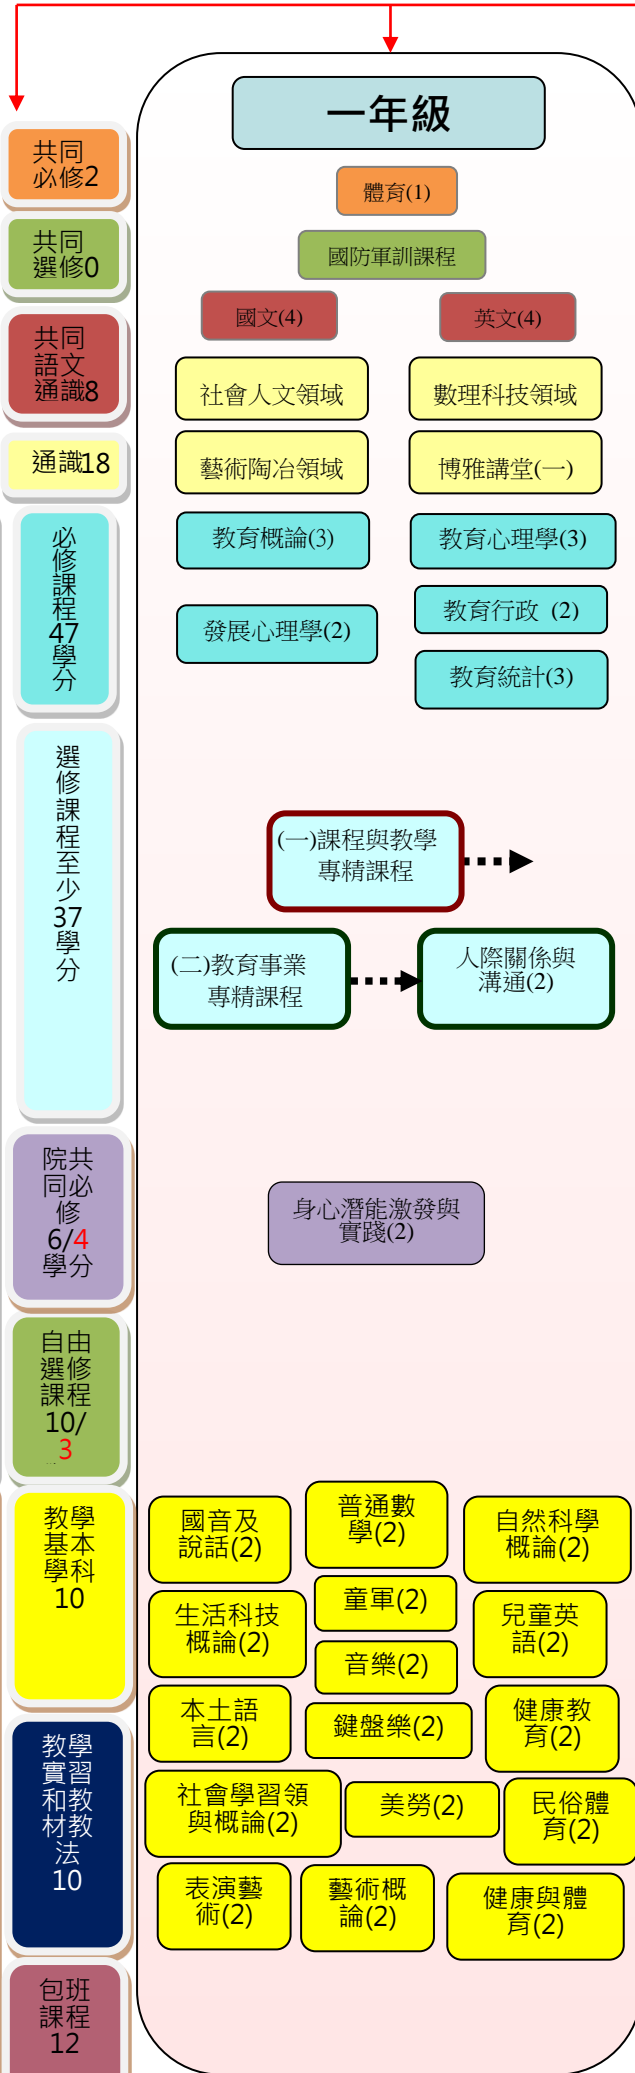 一年級
共同
必修2
體育(1)
共同
選修0
國防軍訓課程
共同
語文
通識8
國文(4)
英文(4)
社會人文領域
數理科技領域
通識18
藝術陶冶領域
博雅講堂(一)
必修課程47學分
教育概論(3)
教育心理學(3)
發展心理學(2)
教育行政 (2)
教育統計(3)
選修課程至少37學分
(一)課程與教學
專精課程
(二)教育事業
專精課程
人際關係與
溝通(2)
院共
同必
修
6/4
學分
身心潛能激發與
實踐(2)
自由
選修
課程
10/
3
教學
基本
學科
10
國音及
說話(2)
普通數
學(2)
自然科學
概論(2)
生活科技
概論(2)
童軍(2)
兒童英
語(2)
音樂(2)
本土語
言(2)
鍵盤樂(2)
健康教
育(2)
教學
實習
和教
材教
法
10
社會學習領
與概論(2)
美勞(2)
民俗體
育(2)
表演藝
術(2)
藝術概
論(2)
健康與體
育(2)
包班
課程
12